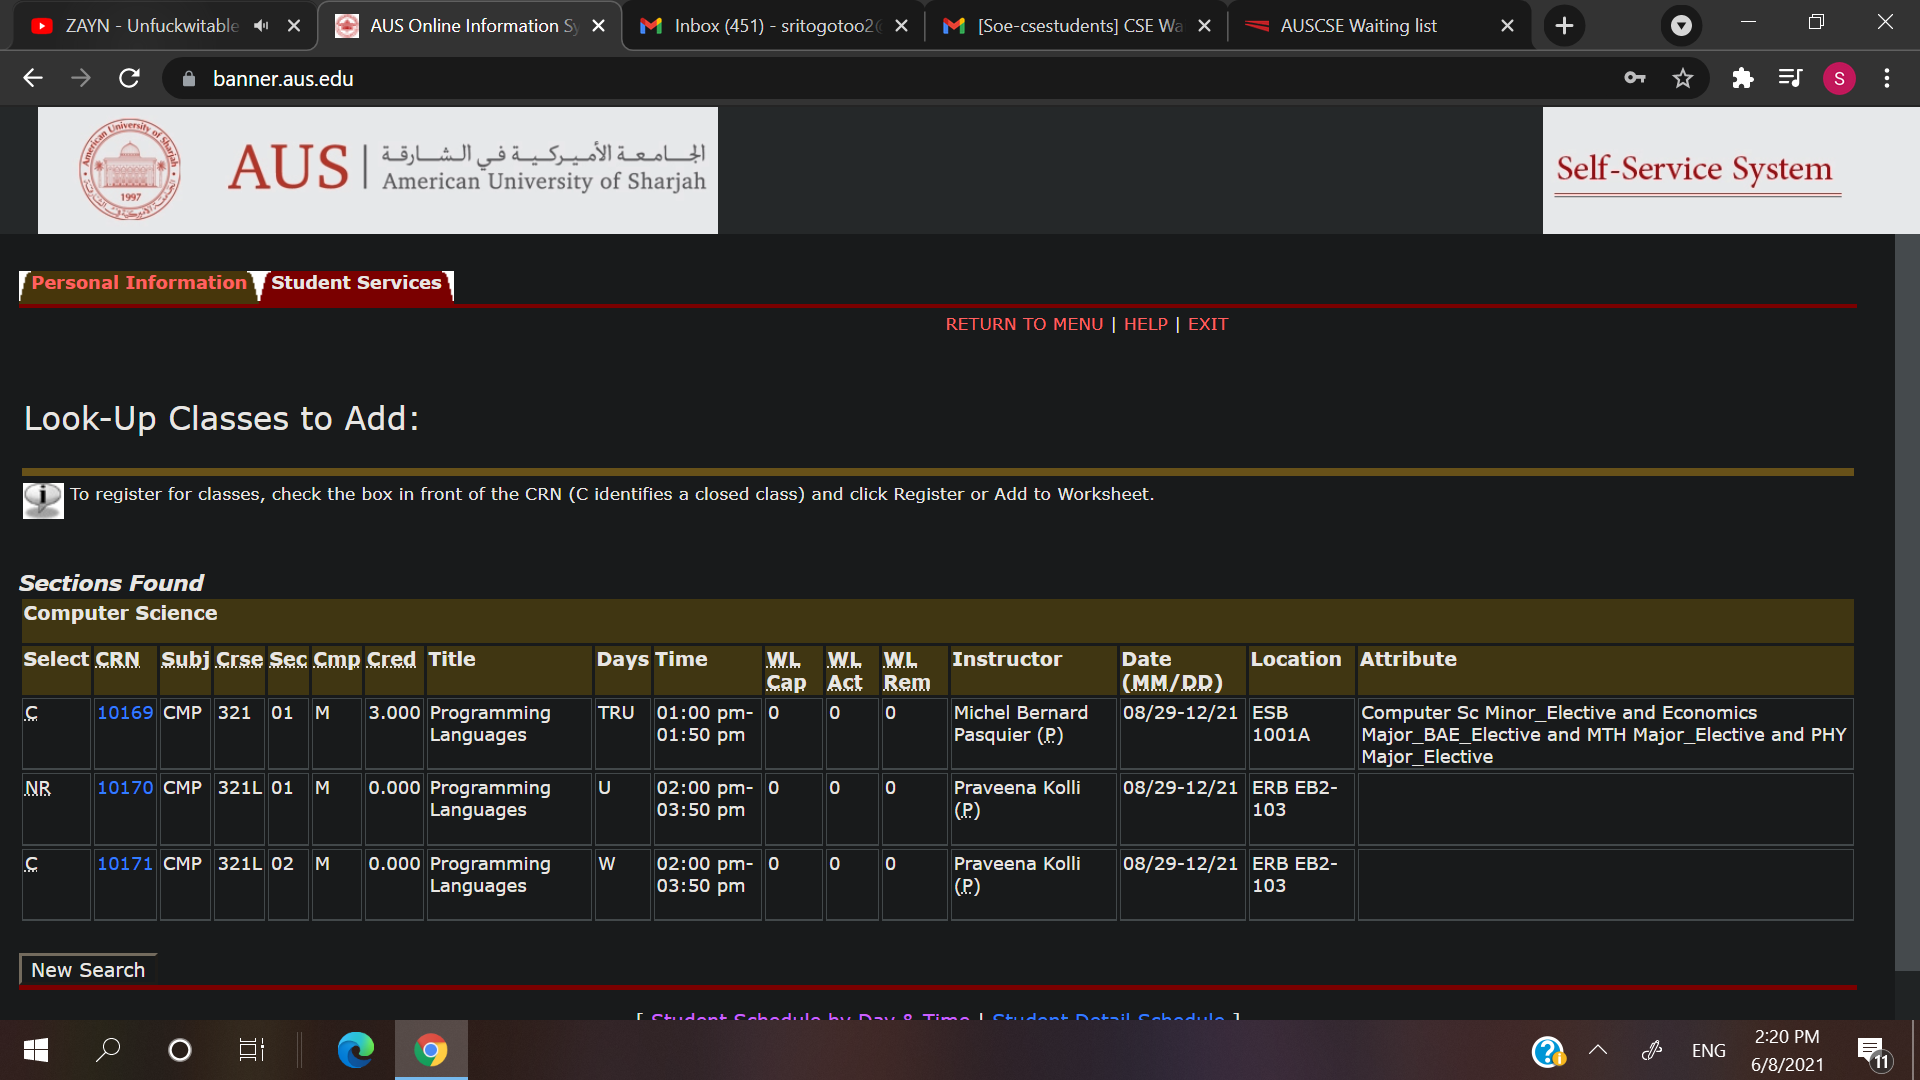 ZAYN - Unfuckwitable
AUS Online Information Sy
Inbox (451) - sritogotoo2@
[Soe-csestudents] CSE Wa
AUSCSE Waiting list
banner.aus.edu
S
American University of Sharjah
1997
AUS
الجامعة الأميركية في الشارقة
American University of Sharjah
Self-Service System
Personal Information
Student Services
RETURN TO MENU | HELP | EXIT
Look-Up Classes to Add:
To register for classes, check the box in front of the CRN (C identifies a closed class) and click Register or Add to Worksheet.
Sections Found
Computer Science
Select CRN Subj Crse Sec Cmp Cred Title Days Time WL Cap WL Act WL Rem Instructor Date (MM/DD) Location Attribute
C 10169 CMP 321 01 M 3.000 Programming Languages TRU 01:00 pm-01:50 pm 0 0 0 Michel Bernard Pasquier (P) 08/29-12/21 ESB 1001A Computer Sc Minor_Elective and Economics Major_BAE_Elective and MTH Major_Elective and PHY Major_Elective
NR 10170 CMP 321L 01 M 0.000 Programming Languages U 02:00 pm-03:50 pm 0 0 0 Praveena Kolli (P) 08/29-12/21 ERB EB2-103
C 10171 CMP 321L 02 M 0.000 Programming Languages W 02:00 pm-03:50 pm 0 0 0 Praveena Kolli (P) 08/29-12/21 ERB EB2-103
New Search
[ Student Schedule by Day & Time | Student Detail Schedule ]
ENG
2:20 PM
6/8/2021
11